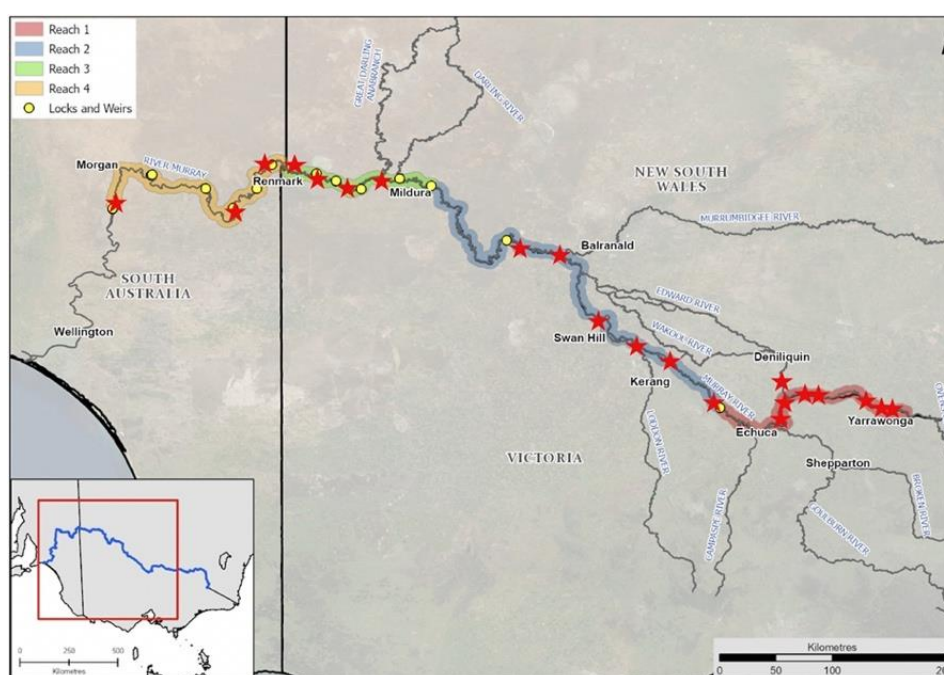 Reach 1
Reach 2
Reach 3
Reach 4
Locks and Weirs
GREAT DARLING
ANABRANCH
DARLING RIVER
Morgan
RIVER MURRAY
Renmark
Mildura
NEW SOUTH
WALES
MURRUMBIDGEE RIVER
Balranald
SOUTH
AUSTRALIA
EDWARD RIVER
Wellington
Swan Hill
WAKOOL RIVER
Deniliquin
Kerang
MURRAY RIVER
Yarrawonga
Echuca
VICTORIA
LODDON RIVER
CAMPASPE RIVER
Shepparton
GOULBURN RIVER
BROKEN RIVER
0 250 500
Kilometres
Kilometres
0 50 100